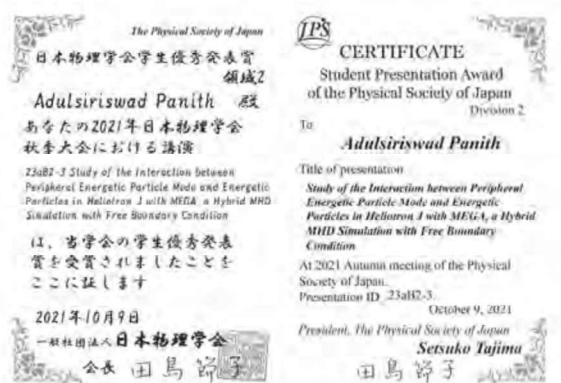 The Physical Society of Japan
日本物理学会学生優秀発表賞
領域2
Adulsiriswad Panith 殿
あなたの2021年日本物理学会
秋季大会における講演
23aB2-3 Study of the Interaction between
Peripheral Energetic Particle Mode and Energetic
Particles in Heliotron J with MEGA, a Hybrid MHD
Simulation with Free Boundary Condition
は、当学会の学生優秀発表
賞を受賞されましたことを
ここに証します
2021年10月9日
一般社団法人日本物理学会
会長 田島節子
JPS
CERTIFICATE
Student Presentation Award
of the Physical Society of Japan
Division 2
To
Adulsiriswad Panith
Title of presentation
Study of the Interaction between Peripheral
Energetic Particle Mode and Energetic
Particles in Heliotron J with MEGA, a Hybrid
MHD Simulation with Free Boundary
Condition
At 2021 Autumn meeting of the Physical
Society of Japan.
Presentation ID 23aB2-3.
October 9, 2021
President, The Physical Society of Japan
Setsuko Tajima
田島節子